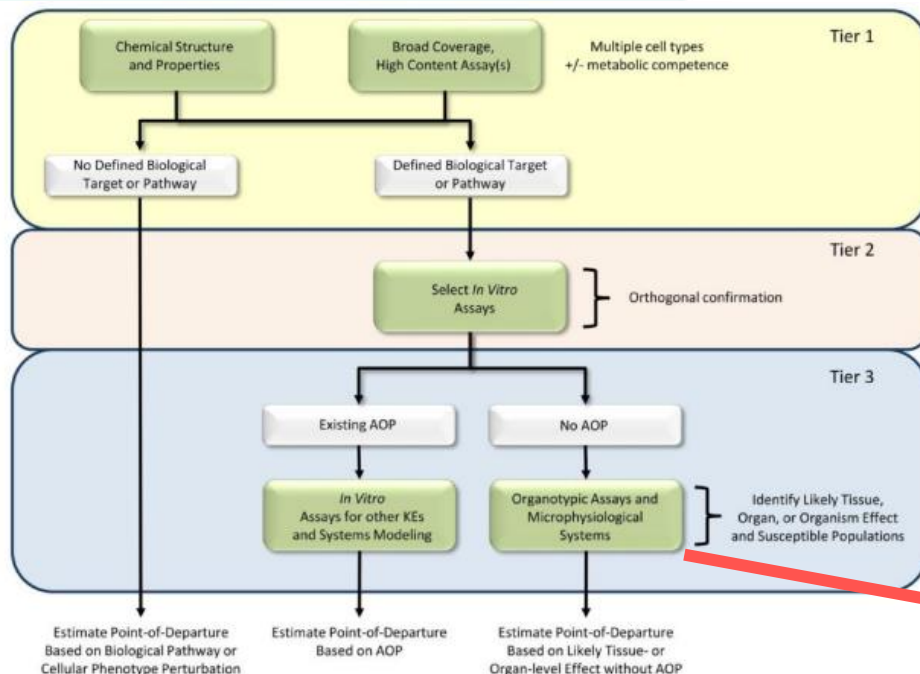 Tier 1
Chemical Structure
and Properties
Broad Coverage,
High Content Assay(s)
Multiple cell types
+/- metabolic competence
No Defined Biological
Target or Pathway
Defined Biological Target
or Pathway
Tier 2
Select In Vitro
Assays
Orthogonal confirmation
Tier 3
Existing AOP
No AOP
In Vitro
Assays for other KEs
and Systems Modeling
Organotypic Assays and
Microphysiological
Systems
Identify Likely Tissue,
Organ, or Organism Effect
and Susceptible Populations
Estimate Point-of-Departure
Based on Biological Pathway or
Cellular Phenotype Perturbation
Estimate Point-of-Departure
Based on AOP
Estimate Point-of-Departure
Based on Likely Tissue- or
Organ-level Effect without AOP